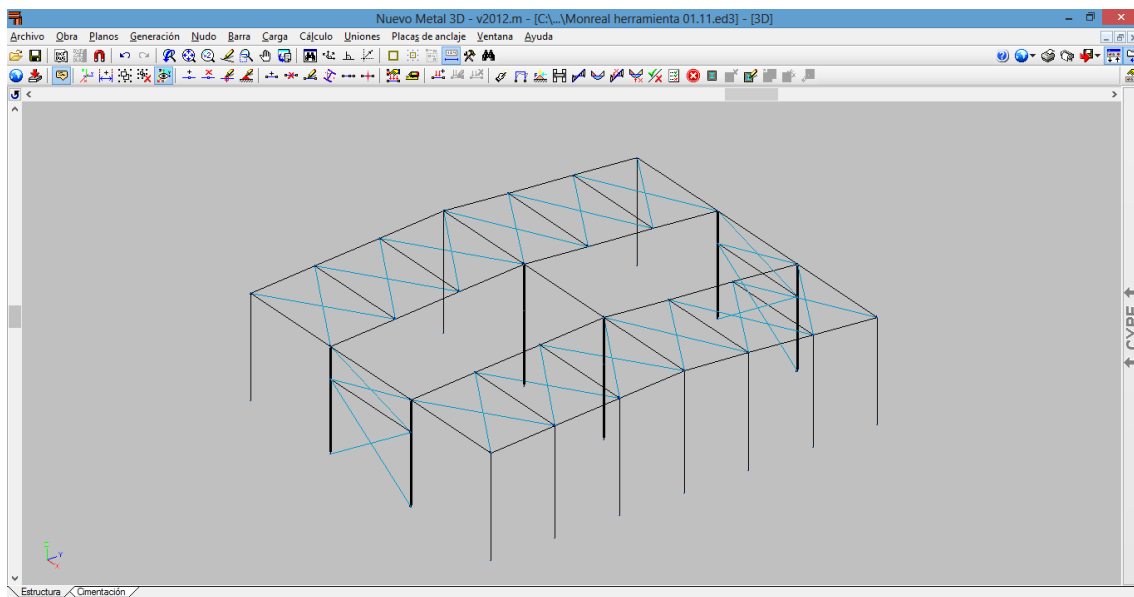 Nuevo Metal 3D - v2012.m - [C:\...\Monreal herramienta 01.11.ed3] - [3D]
Archivo Obra Planos Generación Nudo Barra Carga Cálculo Uniones Placas de anclaje Ventana Ayuda
CYPE
Z
Y
X
Estructura Cimentación